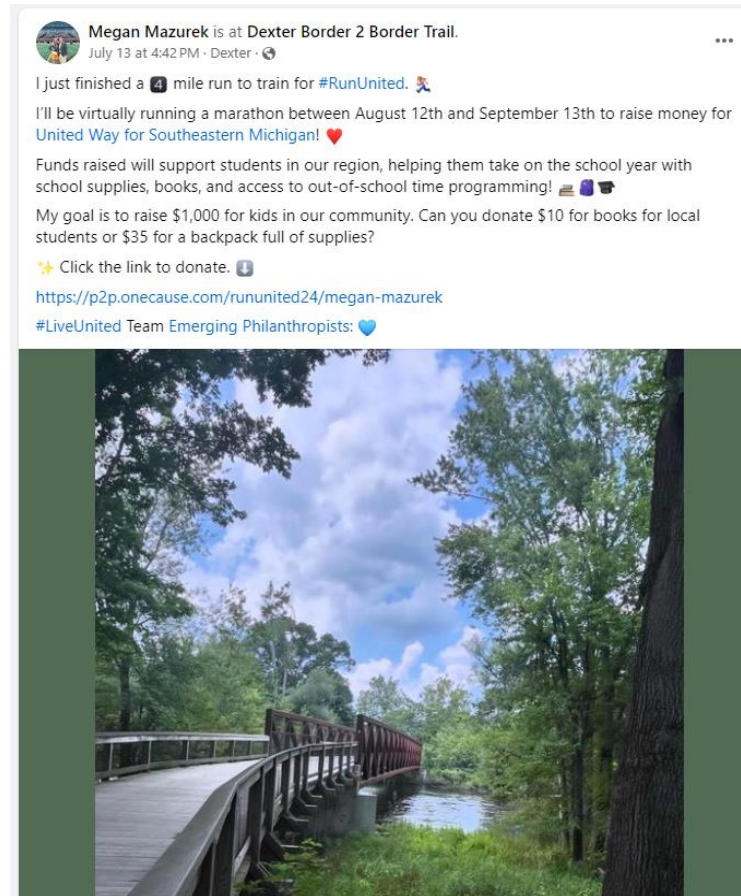 Megan Mazurek is at Dexter Border 2 Border Trail.
July 13 at 4:42 PM · Dexter ·
I just finished a 4️⃣ mile run to train for #RunUnited. 🏃🏼‍♀️
I'll be virtually running a marathon between August 12th and September 13th to raise money for
United Way for Southeastern Michigan! ❤️
Funds raised will support students in our region, helping them take on the school year with
school supplies, books, and access to out-of-school time programming! 📚🎒🎓
My goal is to raise $1,000 for kids in our community. Can you donate $10 for books for local
students or $35 for a backpack full of supplies?
✨ Click the link to donate. ⬇️
https://p2p.onecause.com/rununited24/megan-mazurek
#LiveUnited Team Emerging Philanthropists: 💙